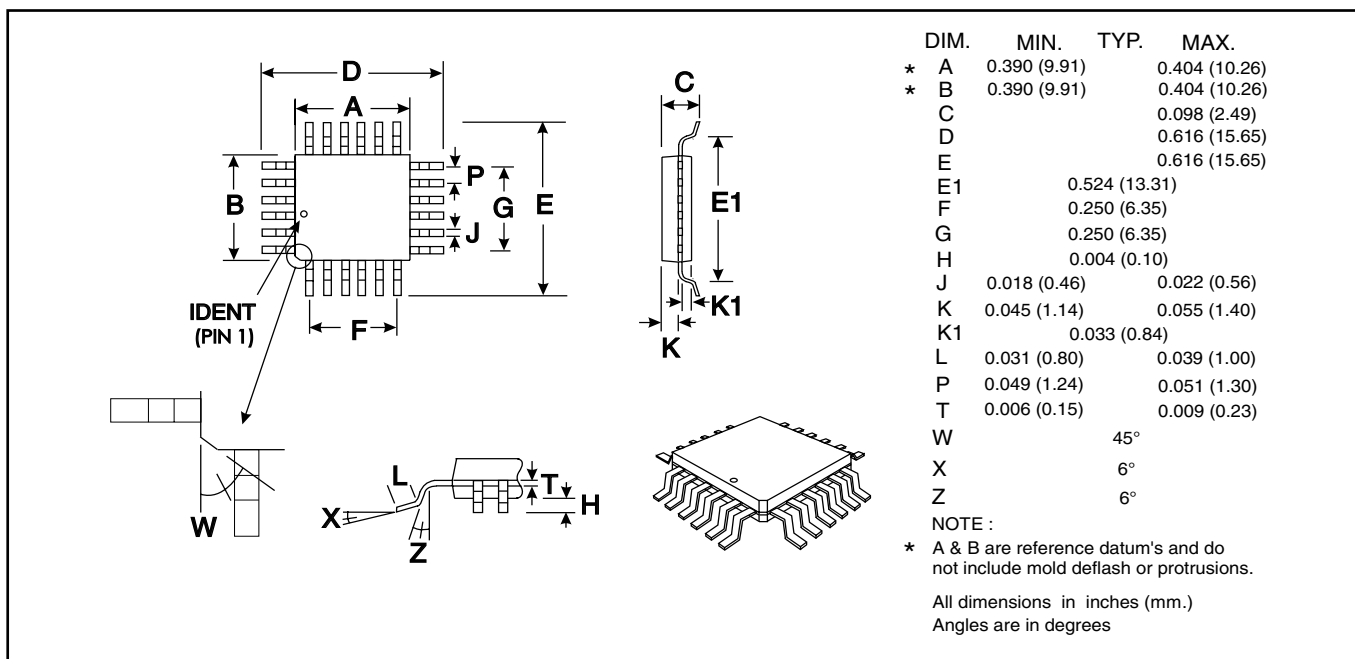 D
A
C
P
B
G
E
E1
J
IDENT
(PIN 1)
F
K1
K
L
T
H
X
Z
W
DIM. MIN. TYP. MAX.
* A 0.390 (9.91) 0.404 (10.26)
* B 0.390 (9.91) 0.404 (10.26)
C 0.098 (2.49)
D 0.616 (15.65)
E 0.616 (15.65)
E1 0.524 (13.31)
F 0.250 (6.35)
G 0.250 (6.35)
H 0.004 (0.10)
J 0.018 (0.46) 0.022 (0.56)
K 0.045 (1.14) 0.055 (1.40)
K1 0.033 (0.84)
L 0.031 (0.80) 0.039 (1.00)
P 0.049 (1.24) 0.051 (1.30)
T 0.006 (0.15) 0.009 (0.23)
W 45°
X 6°
Z 6°
NOTE :
* A & B are reference datum's and do
not include mold deflash or protrusions.
All dimensions in inches (mm.)
Angles are in degrees